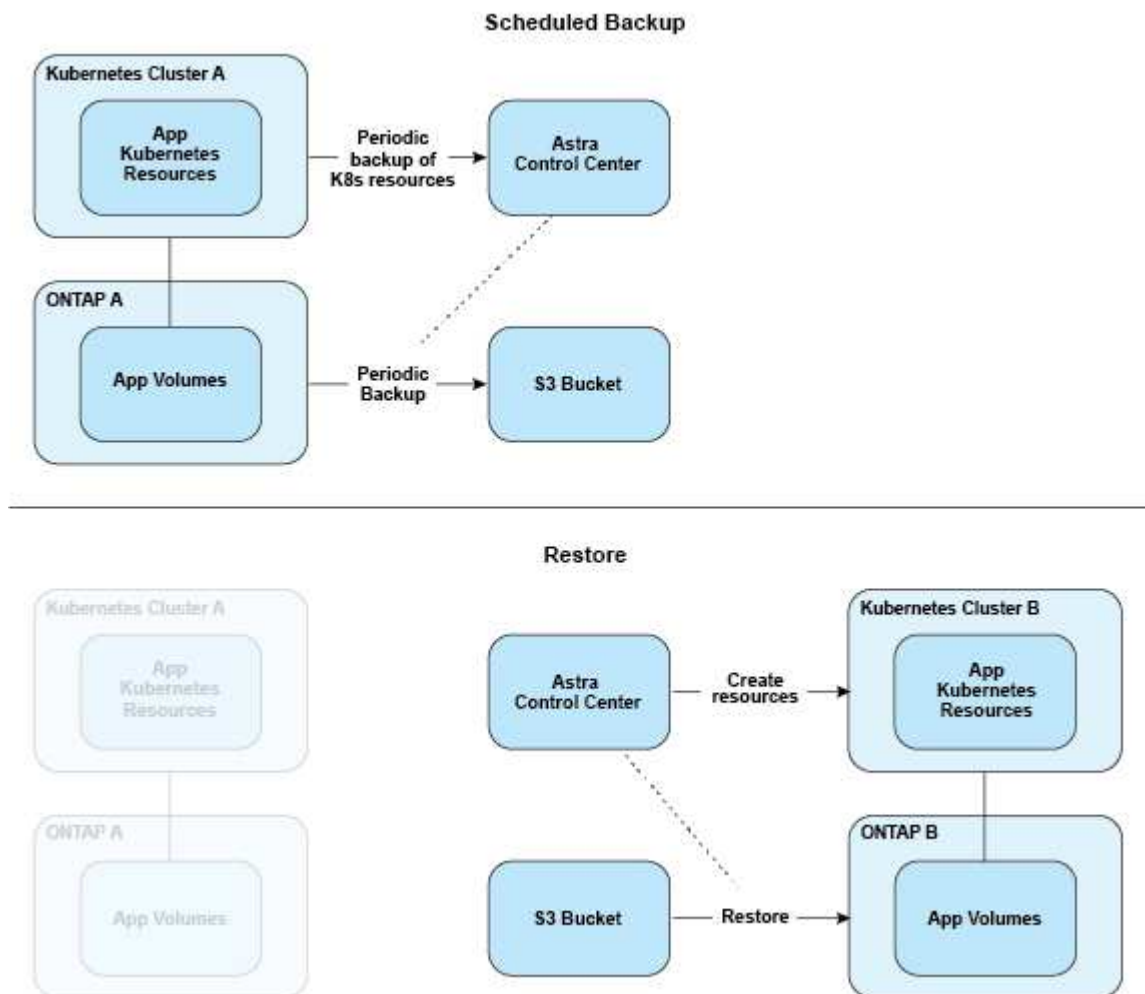 Scheduled Backup
Kubernetes Cluster A
App
Kubernetes
Resources
Periodic
backup of
K8s resources
Astra
Control Center
ONTAP A
App Volumes
Periodic
Backup
S3 Bucket
Restore
Kubernetes Cluster A
App
Kubernetes
Resources
Astra
Control Center
Create
resources
Kubernetes Cluster B
App
Kubernetes
Resources
ONTAP A
App Volumes
S3 Bucket
Restore
ONTAP B
App Volumes